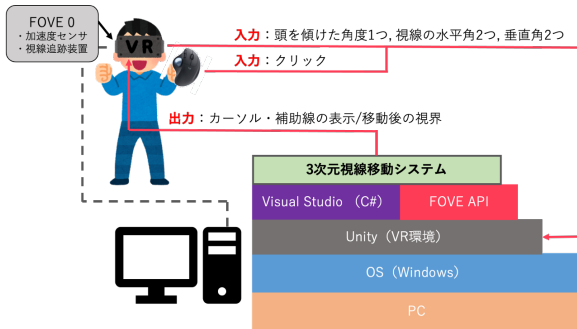 FOVE 0
・加速度センサ
・視線追跡装置
VR
入力：頭を傾けた角度1つ, 視線の水平角2つ, 垂直角2つ
入力：クリック
出力：カーソル・補助線の表示/移動後の視界
3次元視線移動システム
Visual Studio （C#）
FOVE API
Unity（VR環境）
OS（Windows）
PC